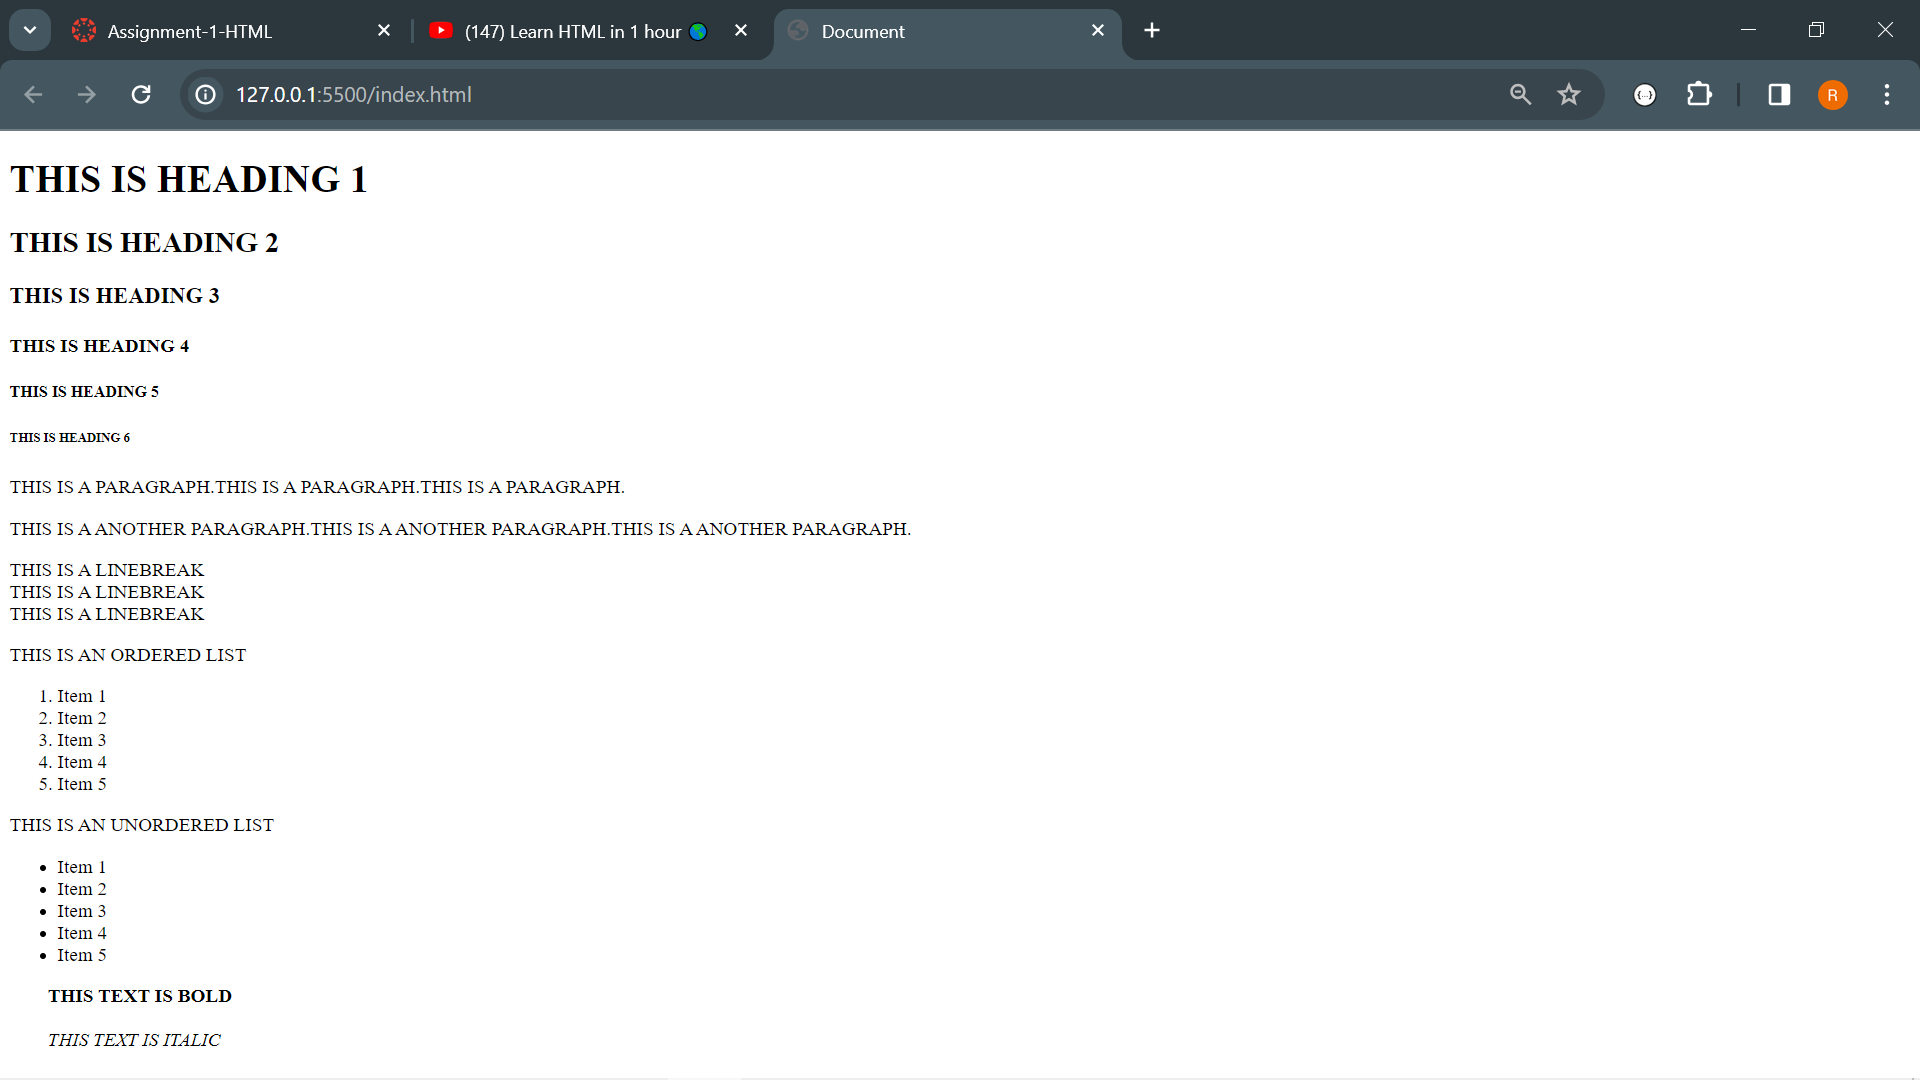 Assignment-1-HTML
(147) Learn HTML in 1 hour
Document
127.0.0.1:5500/index.html
R
THIS IS HEADING 1
THIS IS HEADING 2
THIS IS HEADING 3
THIS IS HEADING 4
THIS IS HEADING 5
THIS IS HEADING 6
THIS IS A PARAGRAPH.THIS IS A PARAGRAPH.THIS IS A PARAGRAPH.
THIS IS A ANOTHER PARAGRAPH.THIS IS A ANOTHER PARAGRAPH.THIS IS A ANOTHER PARAGRAPH.
THIS IS A LINEBREAK
THIS IS A LINEBREAK
THIS IS A LINEBREAK
THIS IS AN ORDERED LIST
1. Item 1
2. Item 2
3. Item 3
4. Item 4
5. Item 5
THIS IS AN UNORDERED LIST
• Item 1
• Item 2
• Item 3
• Item 4
• Item 5
THIS TEXT IS BOLD
THIS TEXT IS ITALIC